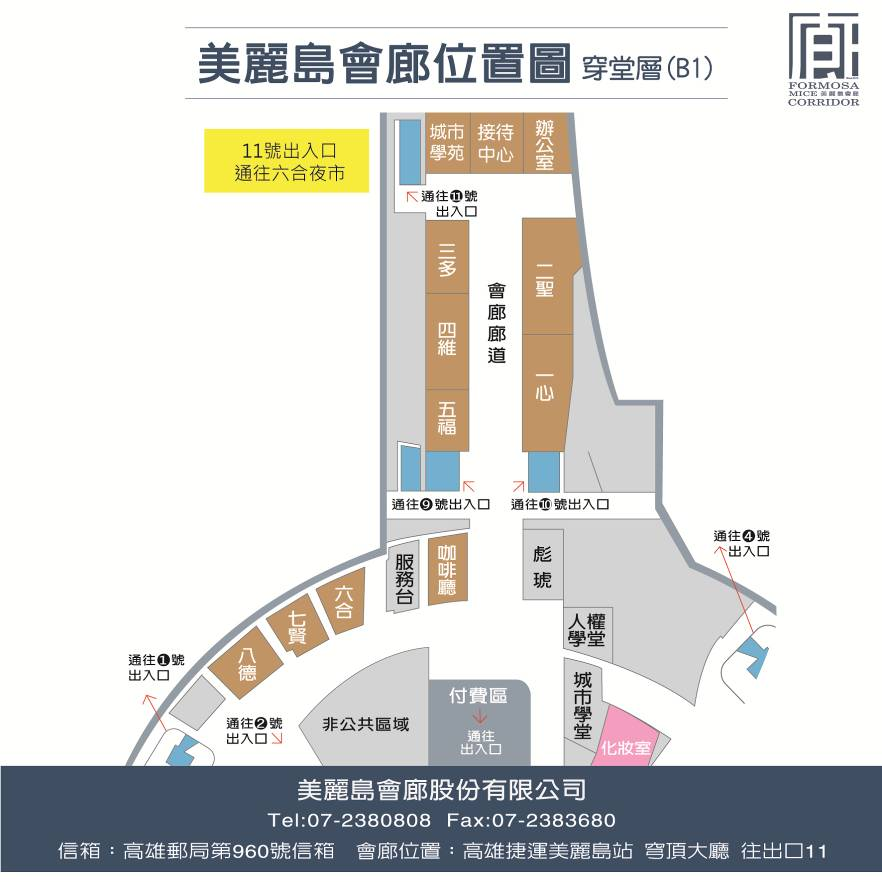 美麗島會廊位置圖 穿堂層(B1)
FORMOSA
MICE 美麗島會廊
CORRIDOR
11號出入口
通往六合夜市
城市
學苑
接待
中心
辦公室
通往⓫號
出入口
三多
二聖
會廊廊道
四維
一心
五福
通往❾號出入口
通往❿號出入口
通往❹號
出入口
服務台
咖啡廳
彪琥
六合
七賢
八德
人權
學堂
通往❶號
出入口
城市學堂
付費區
通往
出入口
通往❷號
出入口
非公共區域
化妝室
美麗島會廊股份有限公司
Tel:07-2380808 Fax:07-2383680
信箱：高雄郵局第960號信箱 會廊位置：高雄捷運美麗島站 穹頂大廳 往出口11